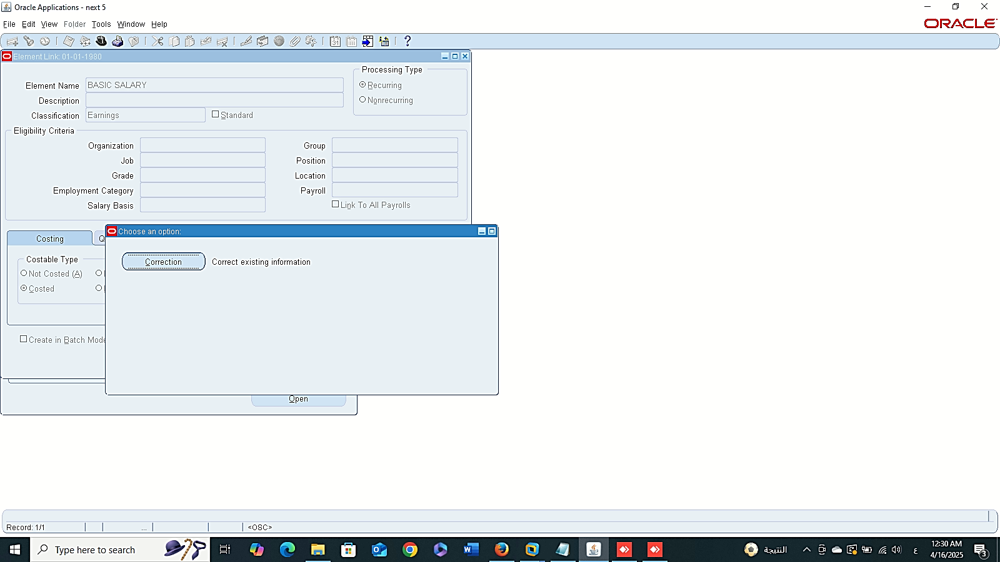 Oracle Applications - next 5
File Edit View Folder Tools Window Help
ORACLE
Element Link: 01-01-1980
Element Name BASIC SALARY
Description
Classification Earnings
Standard
Processing Type
Recurring
Nonrecurring
Eligibility Criteria
Organization
Job
Grade
Employment Category
Salary Basis
Group
Position
Location
Payroll
Link To All Payrolls
Costing
Q
Costable Type
Not Costed (A)
Costed
Create in Batch Mode
Choose an option:
Correction Correct existing information
Open
Record: 1/1 ... <OSC>
Type here to search
النتيجة
ع
12:30 AM
4/16/2025
3